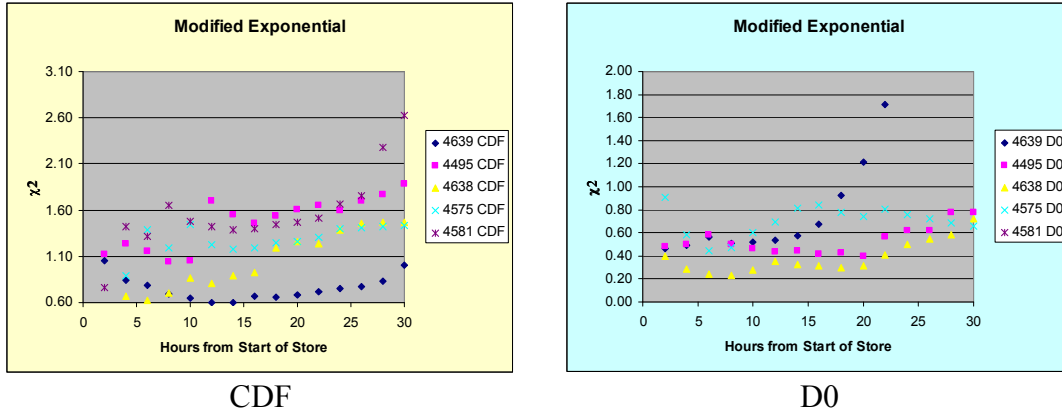 Modified Exponential
3.10
2.60
2.10
1.60
1.10
0.60
χ2
0 5 10 15 20 25 30
Hours from Start of Store
4639 CDF
4495 CDF
4638 CDF
4575 CDF
4581 CDF
CDF
Modified Exponential
2.00
1.80
1.60
1.40
1.20
1.00
0.80
0.60
0.40
0.20
0.00
χ2
0 5 10 15 20 25 30
Hours from Start of Store
4639 D0
4495 D0
4638 D0
4575 D0
4581 D0
D0